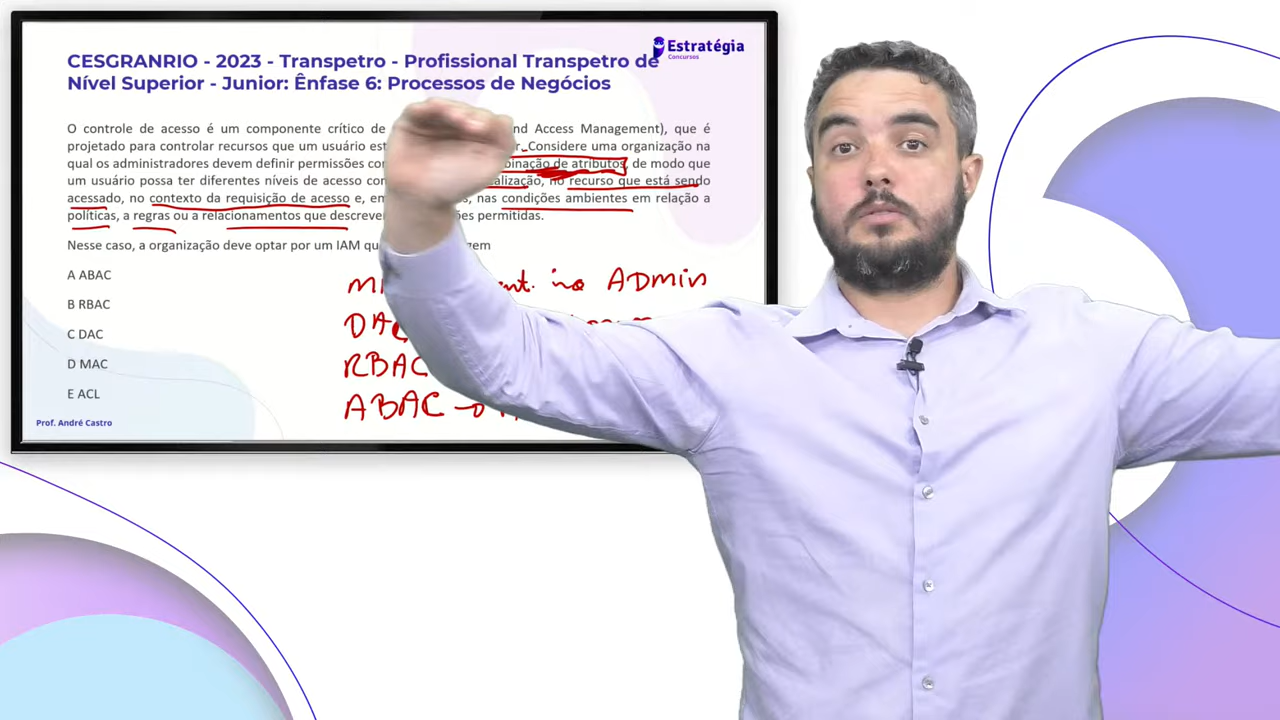 CESGRANRIO - 2023 - Transpetro - Profissional Transpetro de
Estratégia
Concursos
Nível Superior - Junior: Ênfase 6: Processos de Negócios
O controle de acesso é um componente crítico de nd Access Management), que é
projetado para controlar recursos que um usuário est r. Considere uma organização na
qual os administradores devem definir permissões co binação de atributos, de modo que
um usuário possa ter diferentes níveis de acesso con alização, no recurso que está sendo
acessado, no contexto da requisição de acesso e, em s, nas condições ambientes em relação a
políticas, a regras ou a relacionamentos que descreve ões permitidas.
Nesse caso, a organização deve optar por um IAM qu gem
A ABAC
B RBAC
C DAC
D MAC
E ACL
M nt. no ADMIN
DAC
RBAC
ABAC →
Prof. André Castro